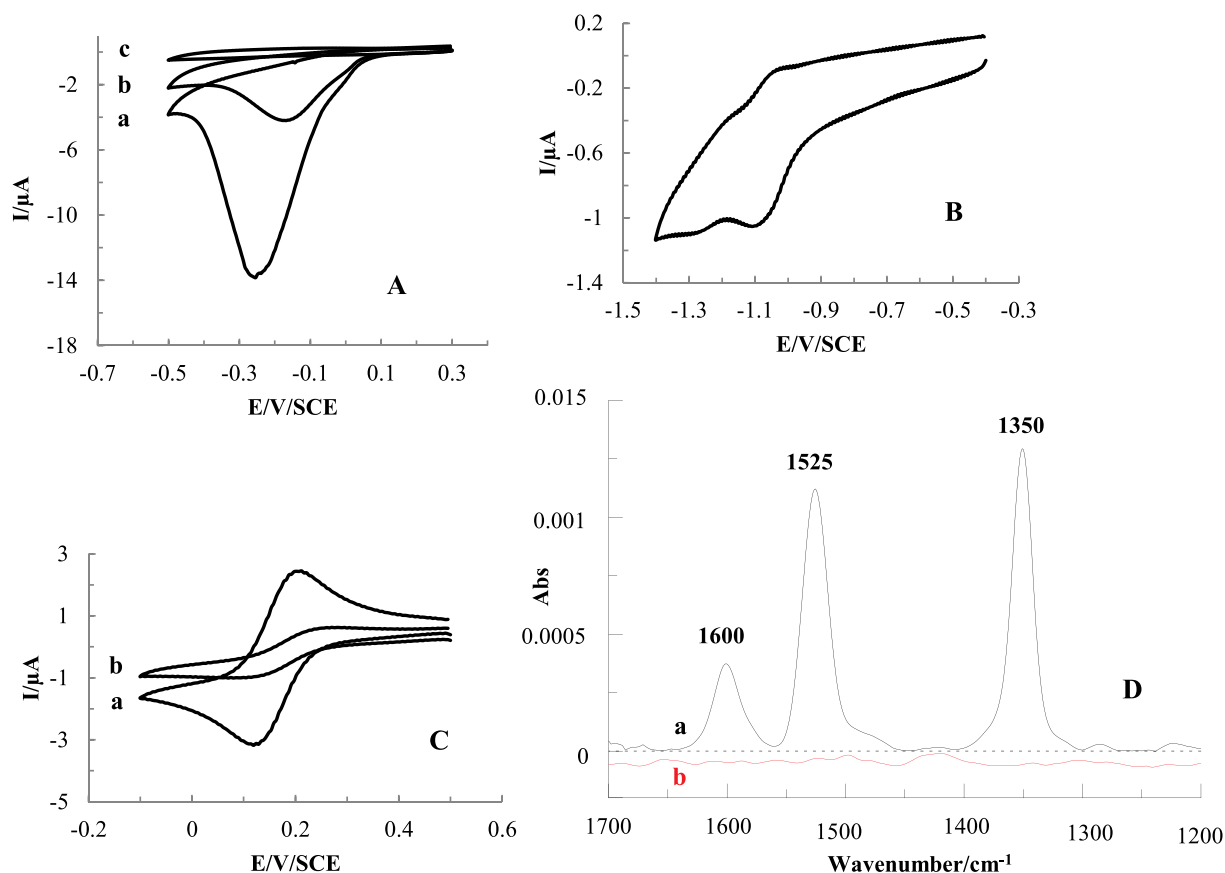 c
b
a
-2
-6
-10
-14
-18
I/µA
A
-0.7 -0.5 -0.3 -0.1 0.1 0.3
E/V/SCE
0.2
-0.2
-0.6
-1
-1.4
I/µA
B
-1.5 -1.3 -1.1 -0.9 -0.7 -0.5 -0.3
E/V/SCE
3
1
-1
-3
-5
I/µA
b
a
C
-0.2 0 0.2 0.4 0.6
E/V/SCE
0.015
0.001
0.0005
0
Abs
1600
1525
1350
D
a
b
1700 1600 1500 1400 1300 1200
Wavenumber/cm⁻¹